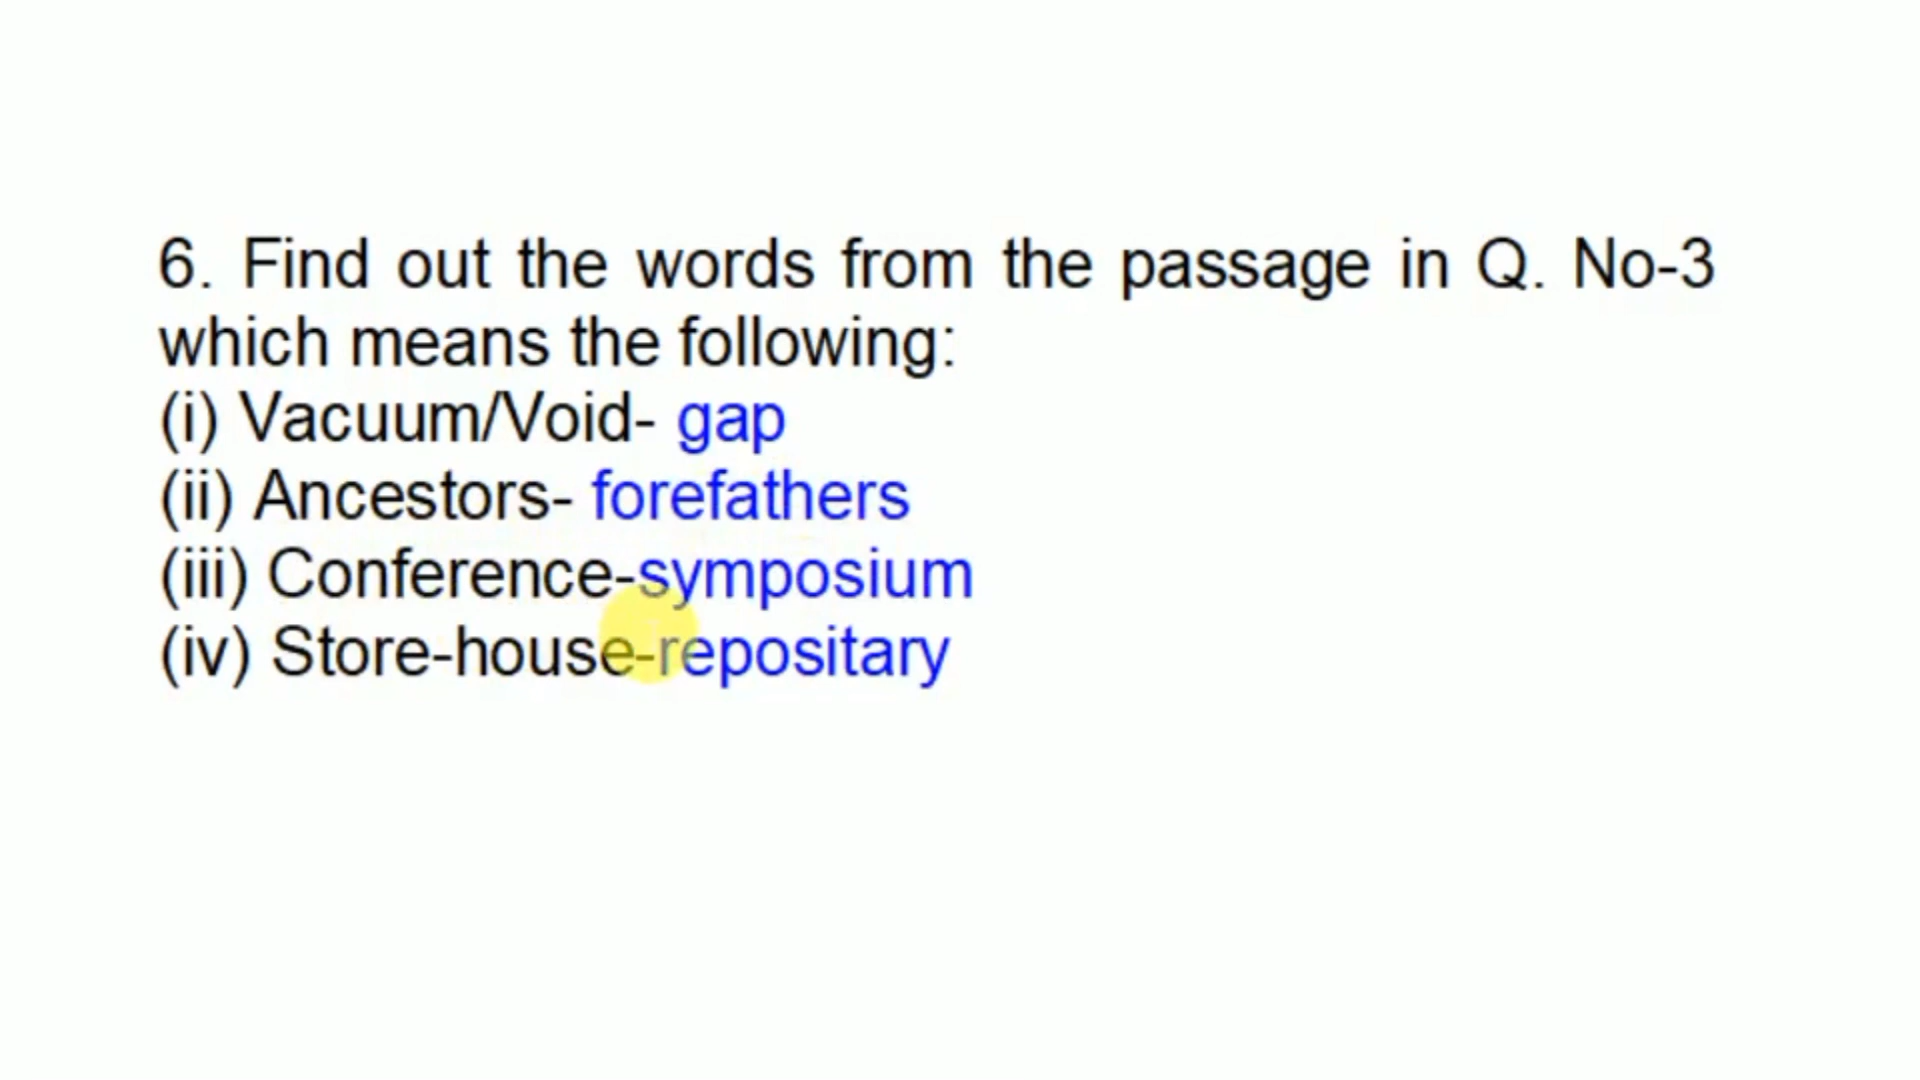 6. Find out the words from the passage in Q. No-3
which means the following:
(i) Vacuum/Void- gap
(ii) Ancestors- forefathers
(iii) Conference-symposium
(iv) Store-house-repositary